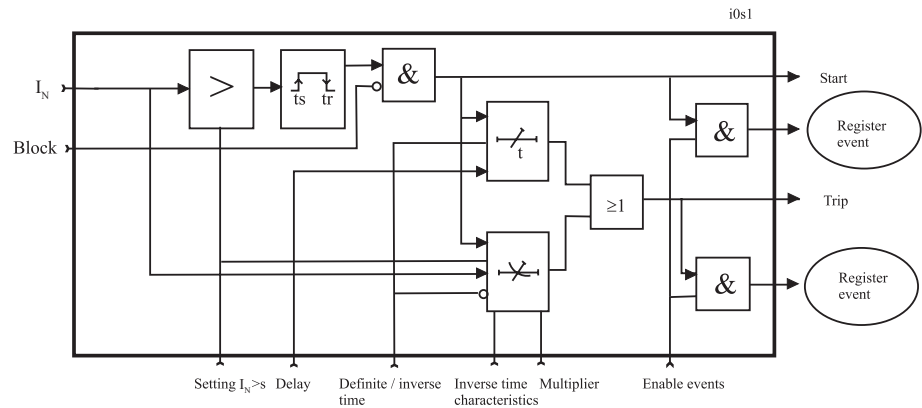 i0s1
I_N
>
ts tr
&
Start
Block
t
&
Register
event
≥1
Trip
&
Register
event
Setting I_N>s
Delay
Definite / inverse
time
Inverse time
characteristics
Multiplier
Enable events